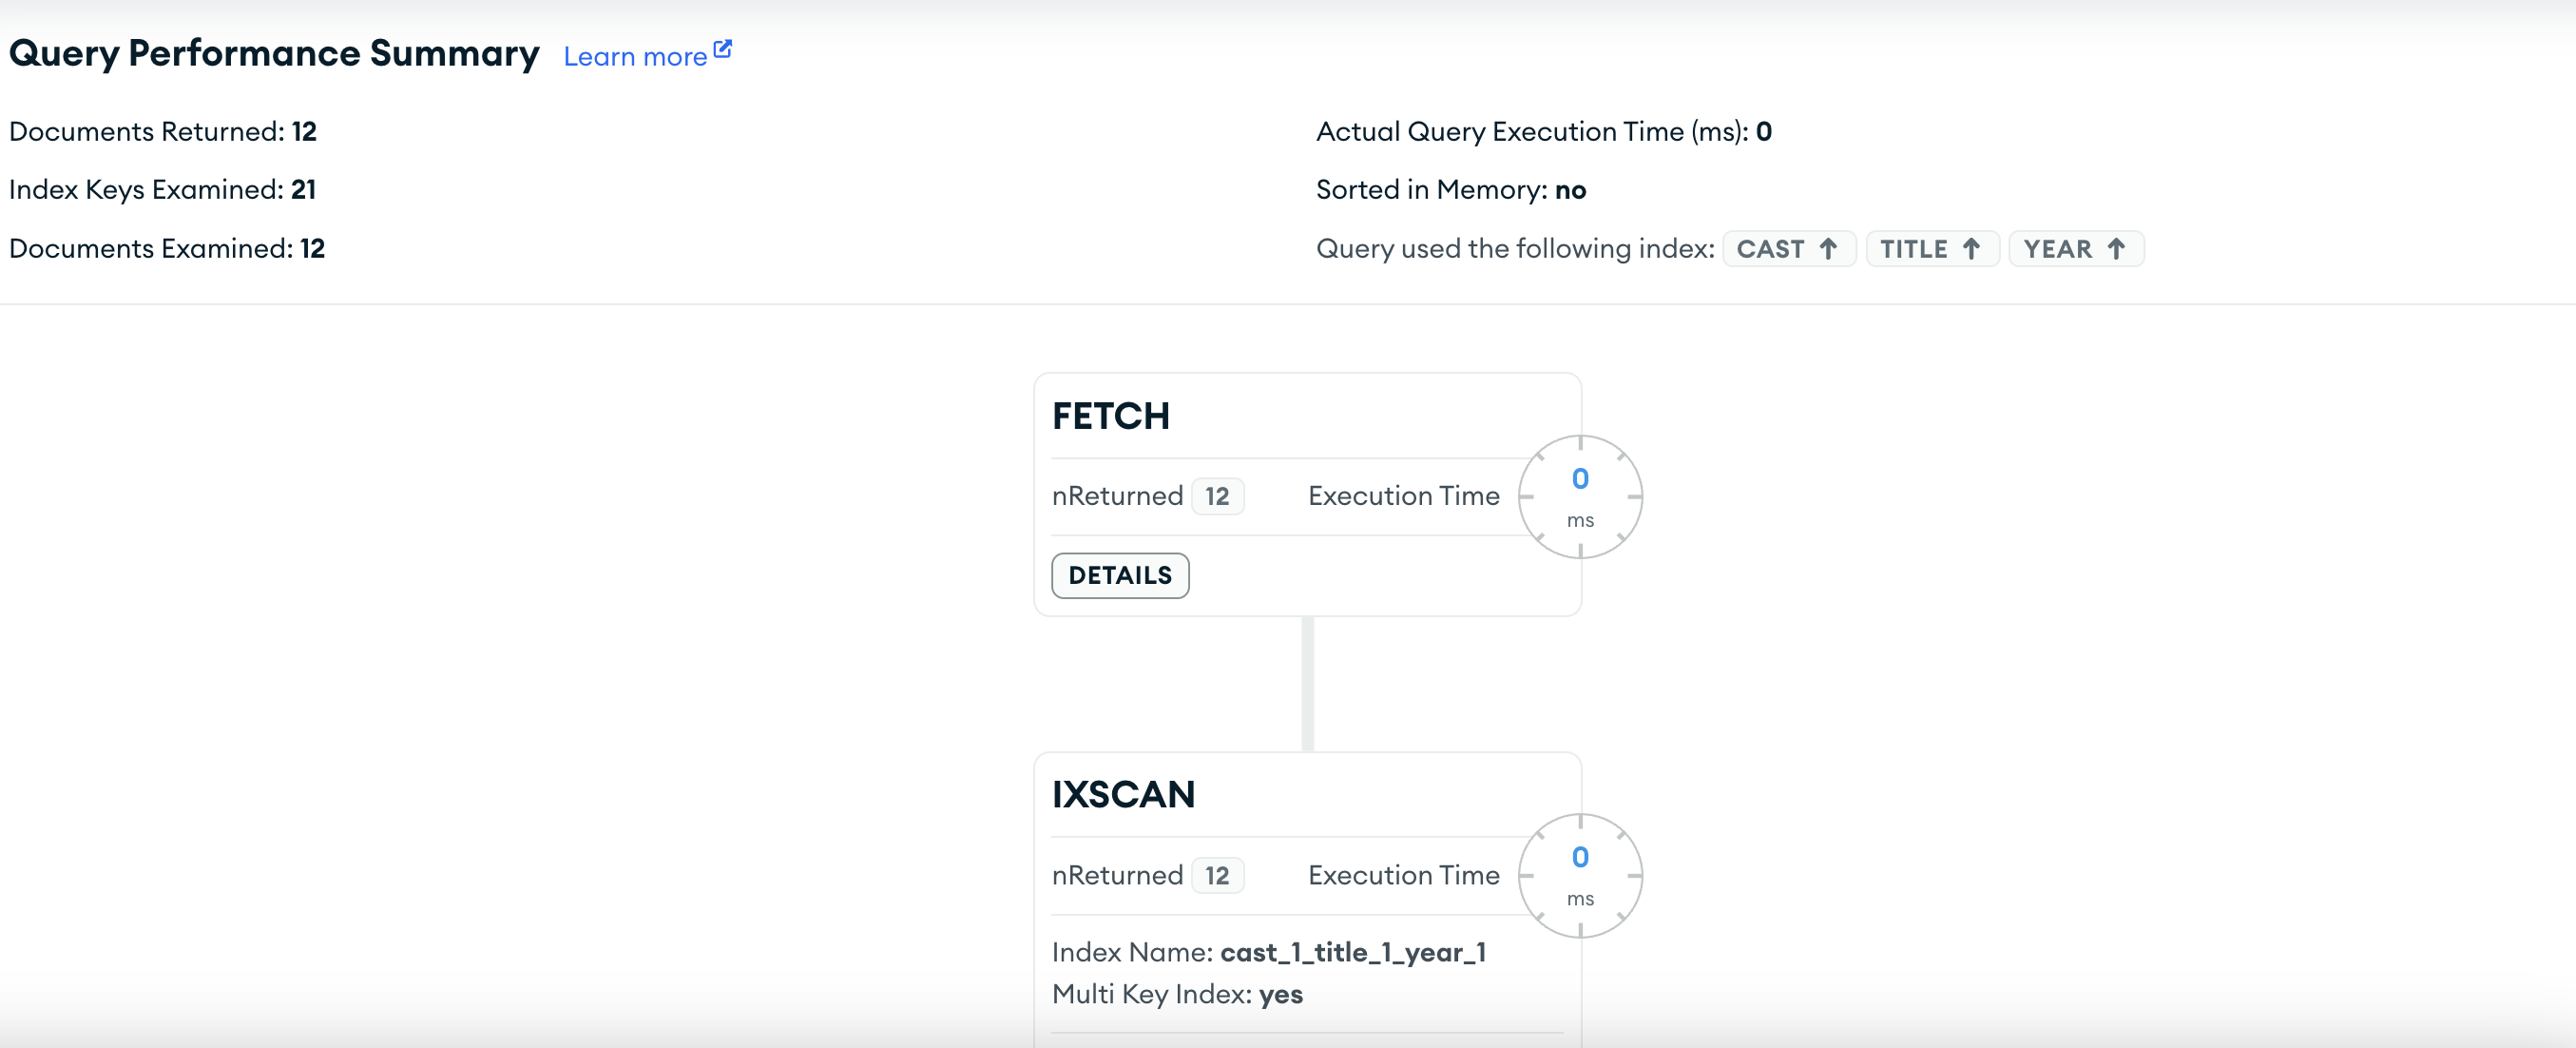 Query Performance Summary Learn more
Documents Returned: 12
Index Keys Examined: 21
Documents Examined: 12
Actual Query Execution Time (ms): 0
Sorted in Memory: no
Query used the following index: CAST ↑ TITLE ↑ YEAR ↑
FETCH
nReturned 12 Execution Time 0 ms
DETAILS
IXSCAN
nReturned 12 Execution Time 0 ms
Index Name: cast_1_title_1_year_1
Multi Key Index: yes